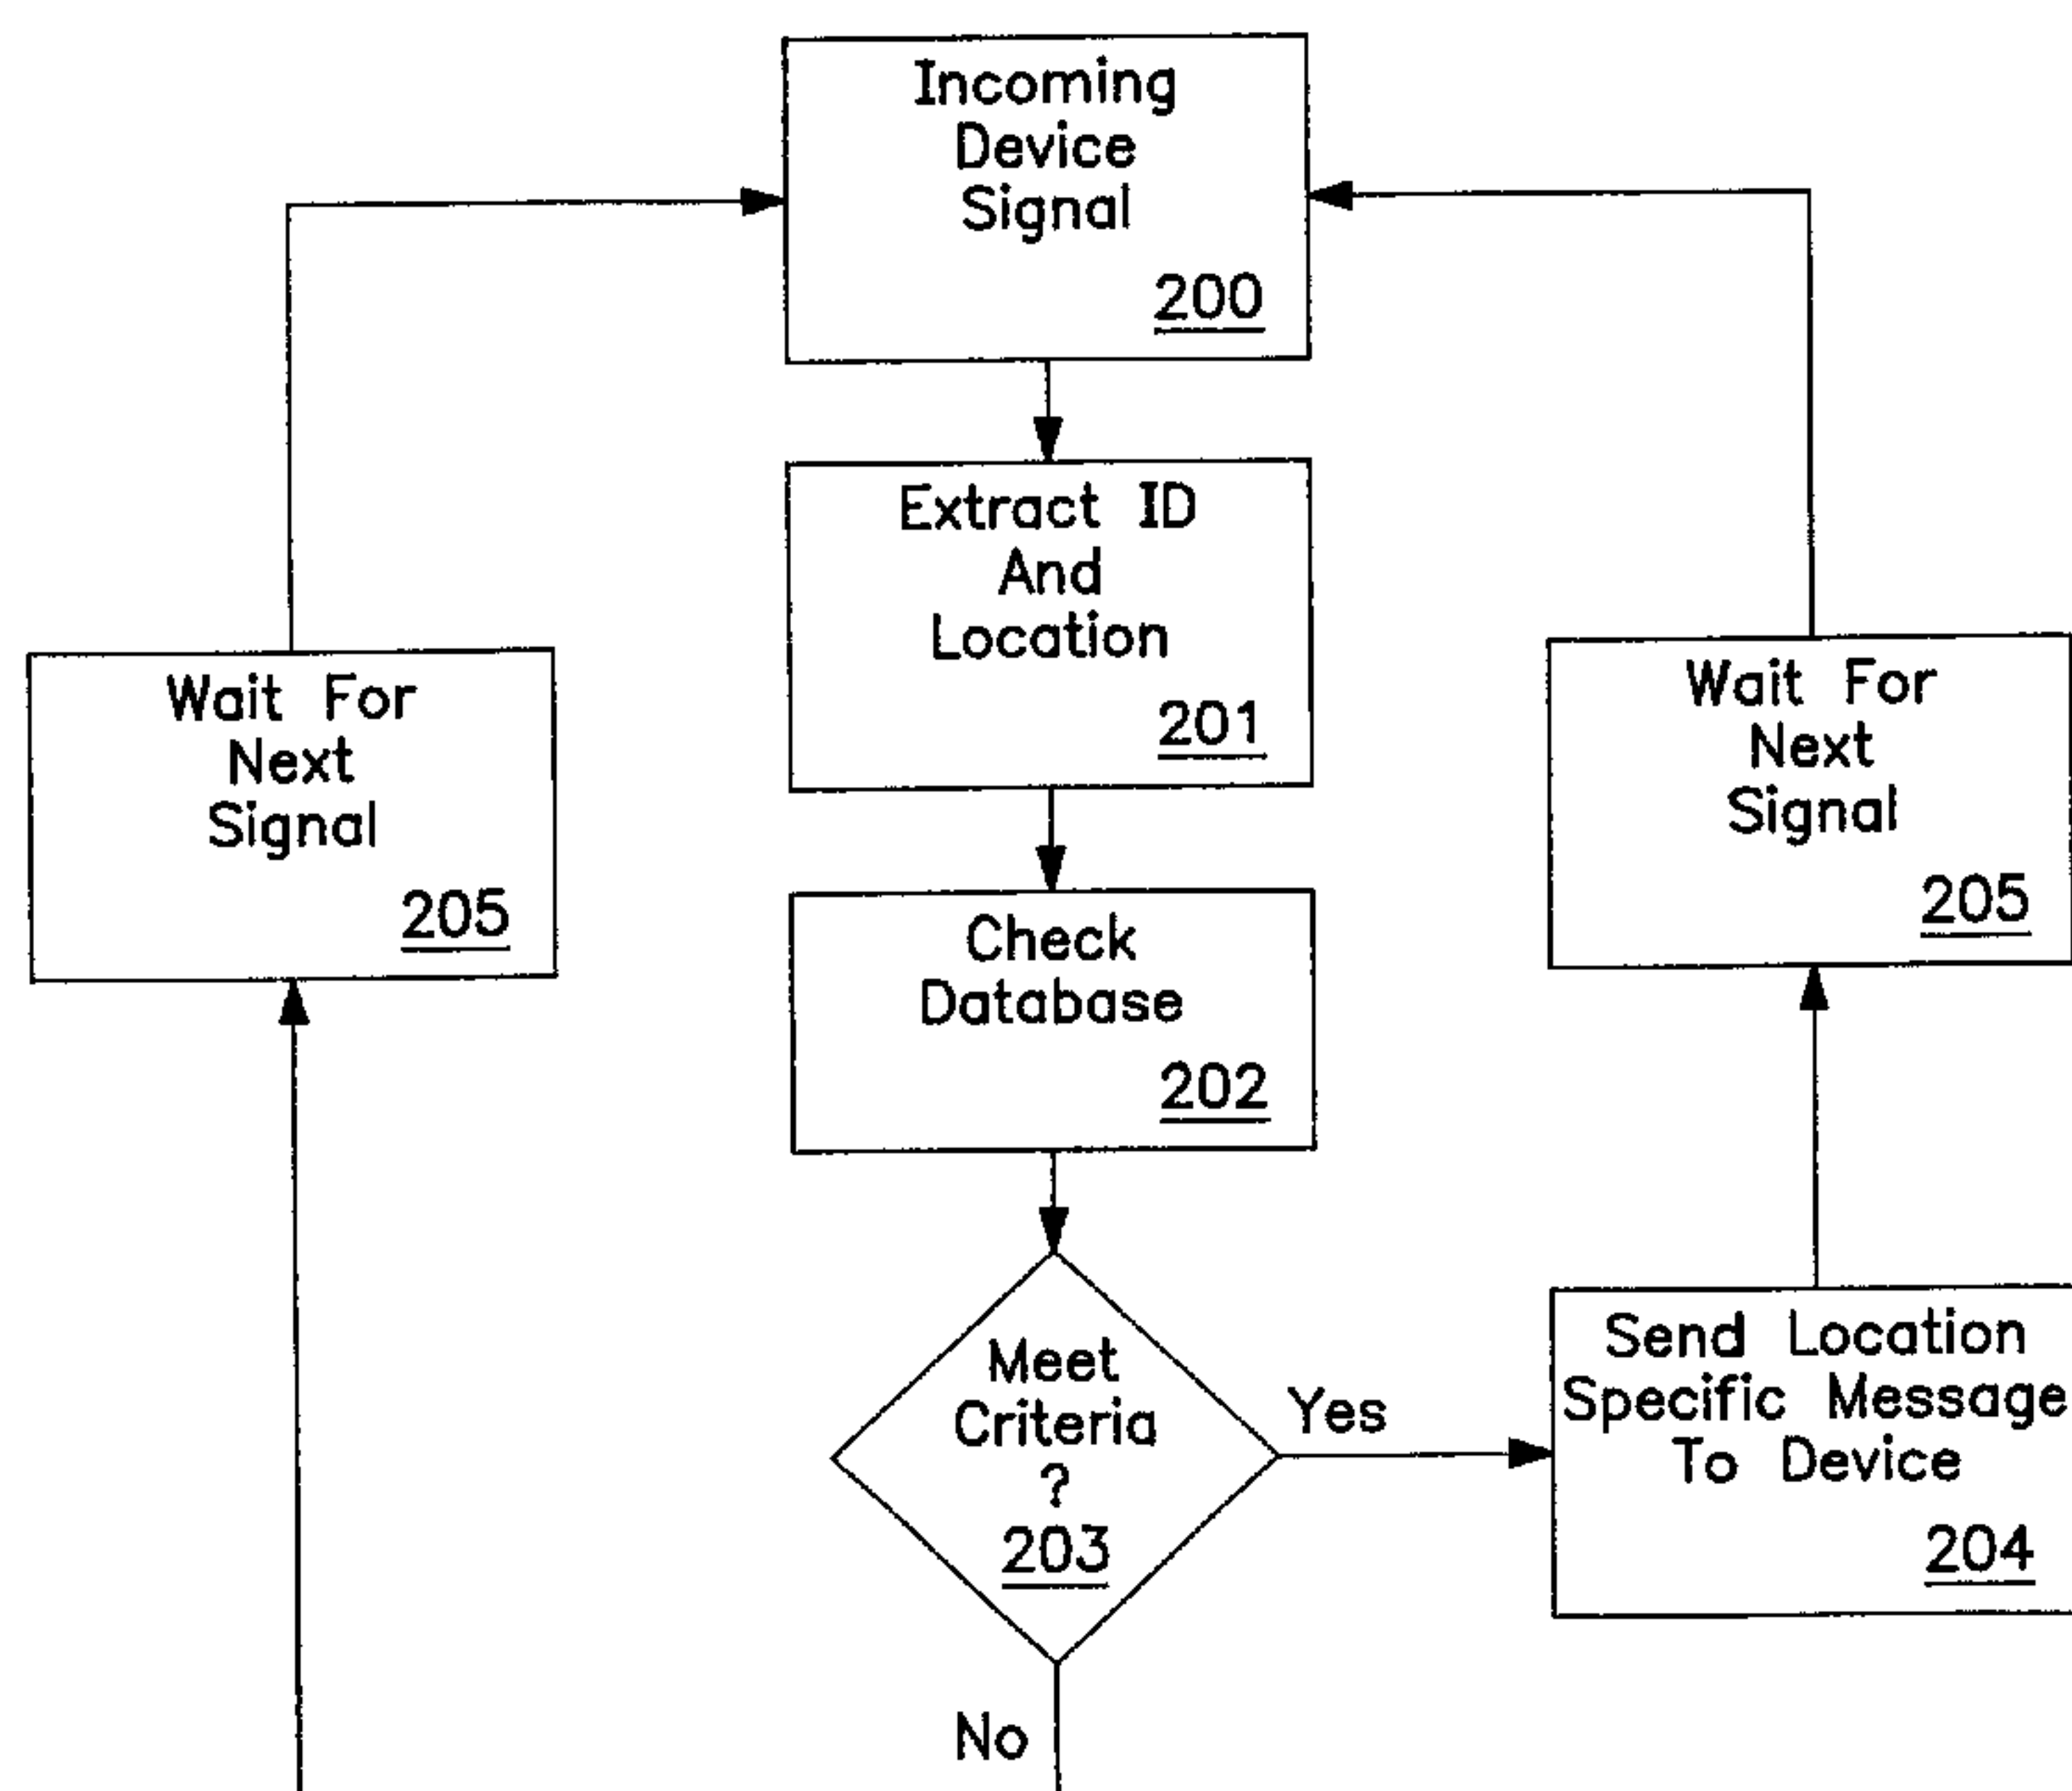 Incoming
Device
Signal
200
Extract ID
And
Location
201
Wait For
Next
Signal
205
Wait For
Next
Signal
205
Check
Database
202
Meet
Criteria
?
203
Yes
Send Location
Specific Message
To Device
204
No